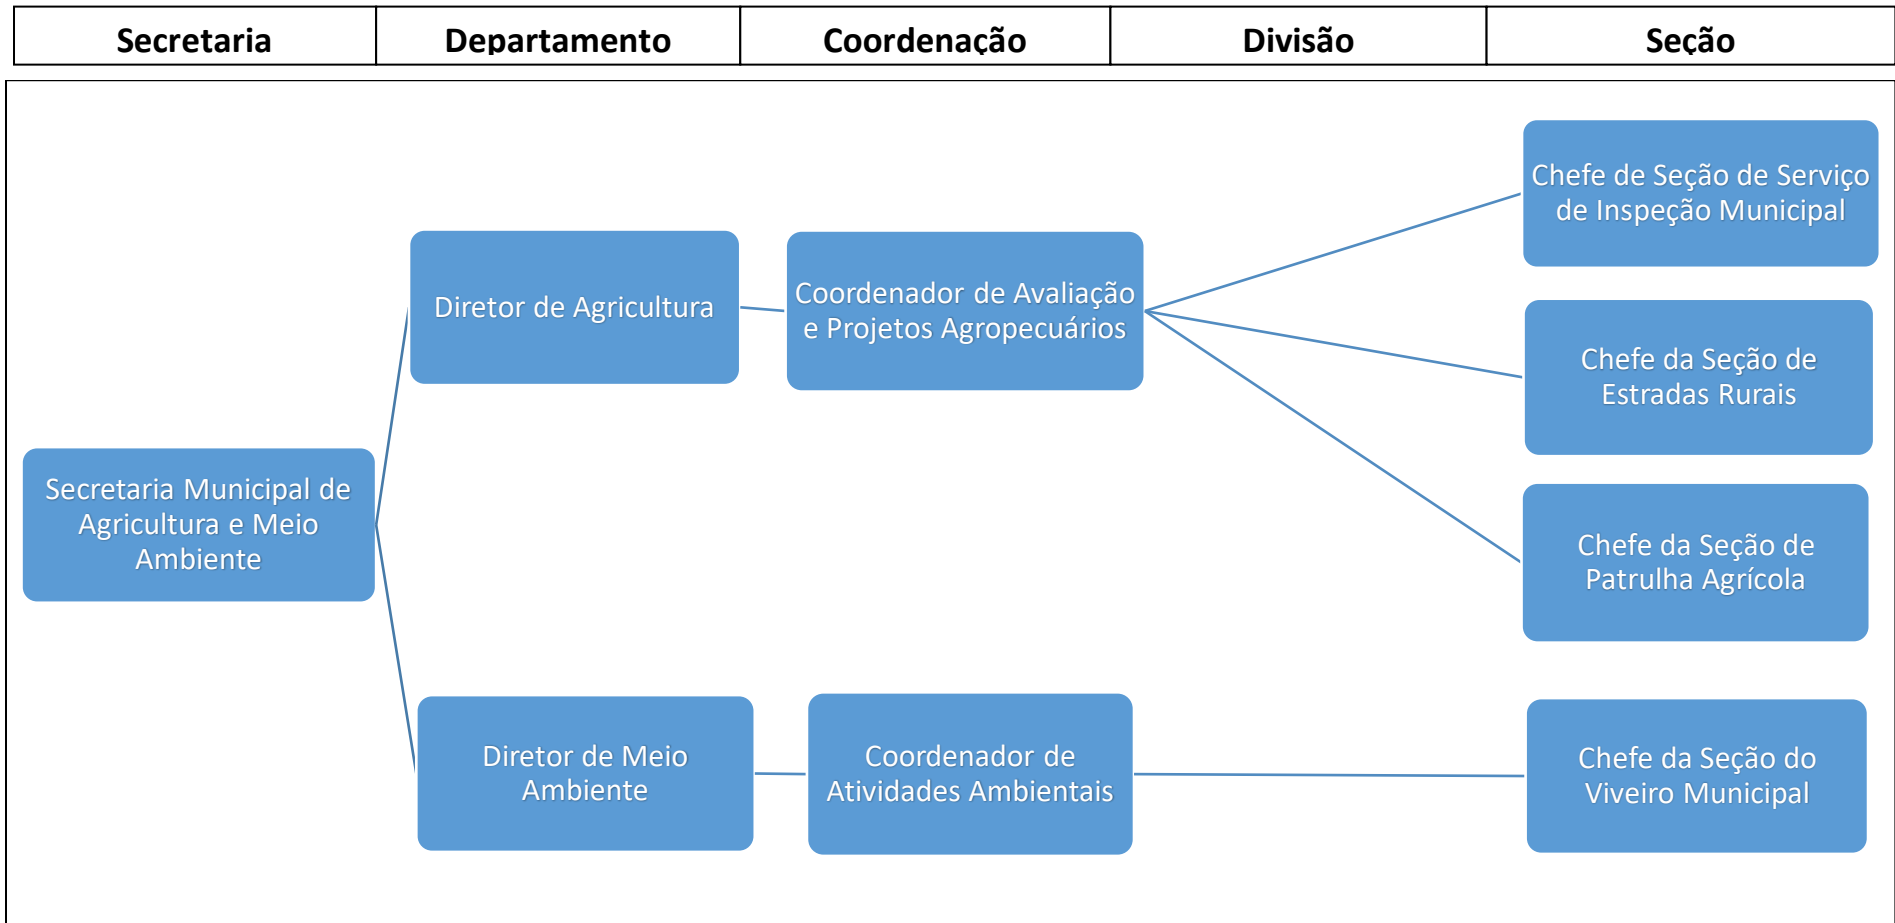 Secretaria
Departamento
Coordenação
Divisão
Seção
Chefe de Seção de Serviço
de Inspeção Municipal
Diretor de Agricultura
Coordenador de Avaliação
e Projetos Agropecuários
Chefe da Seção de
Estradas Rurais
Secretaria Municipal de
Agricultura e Meio
Ambiente
Chefe da Seção de
Patrulha Agrícola
Diretor de Meio
Ambiente
Coordenador de
Atividades Ambientais
Chefe da Seção do
Viveiro Municipal